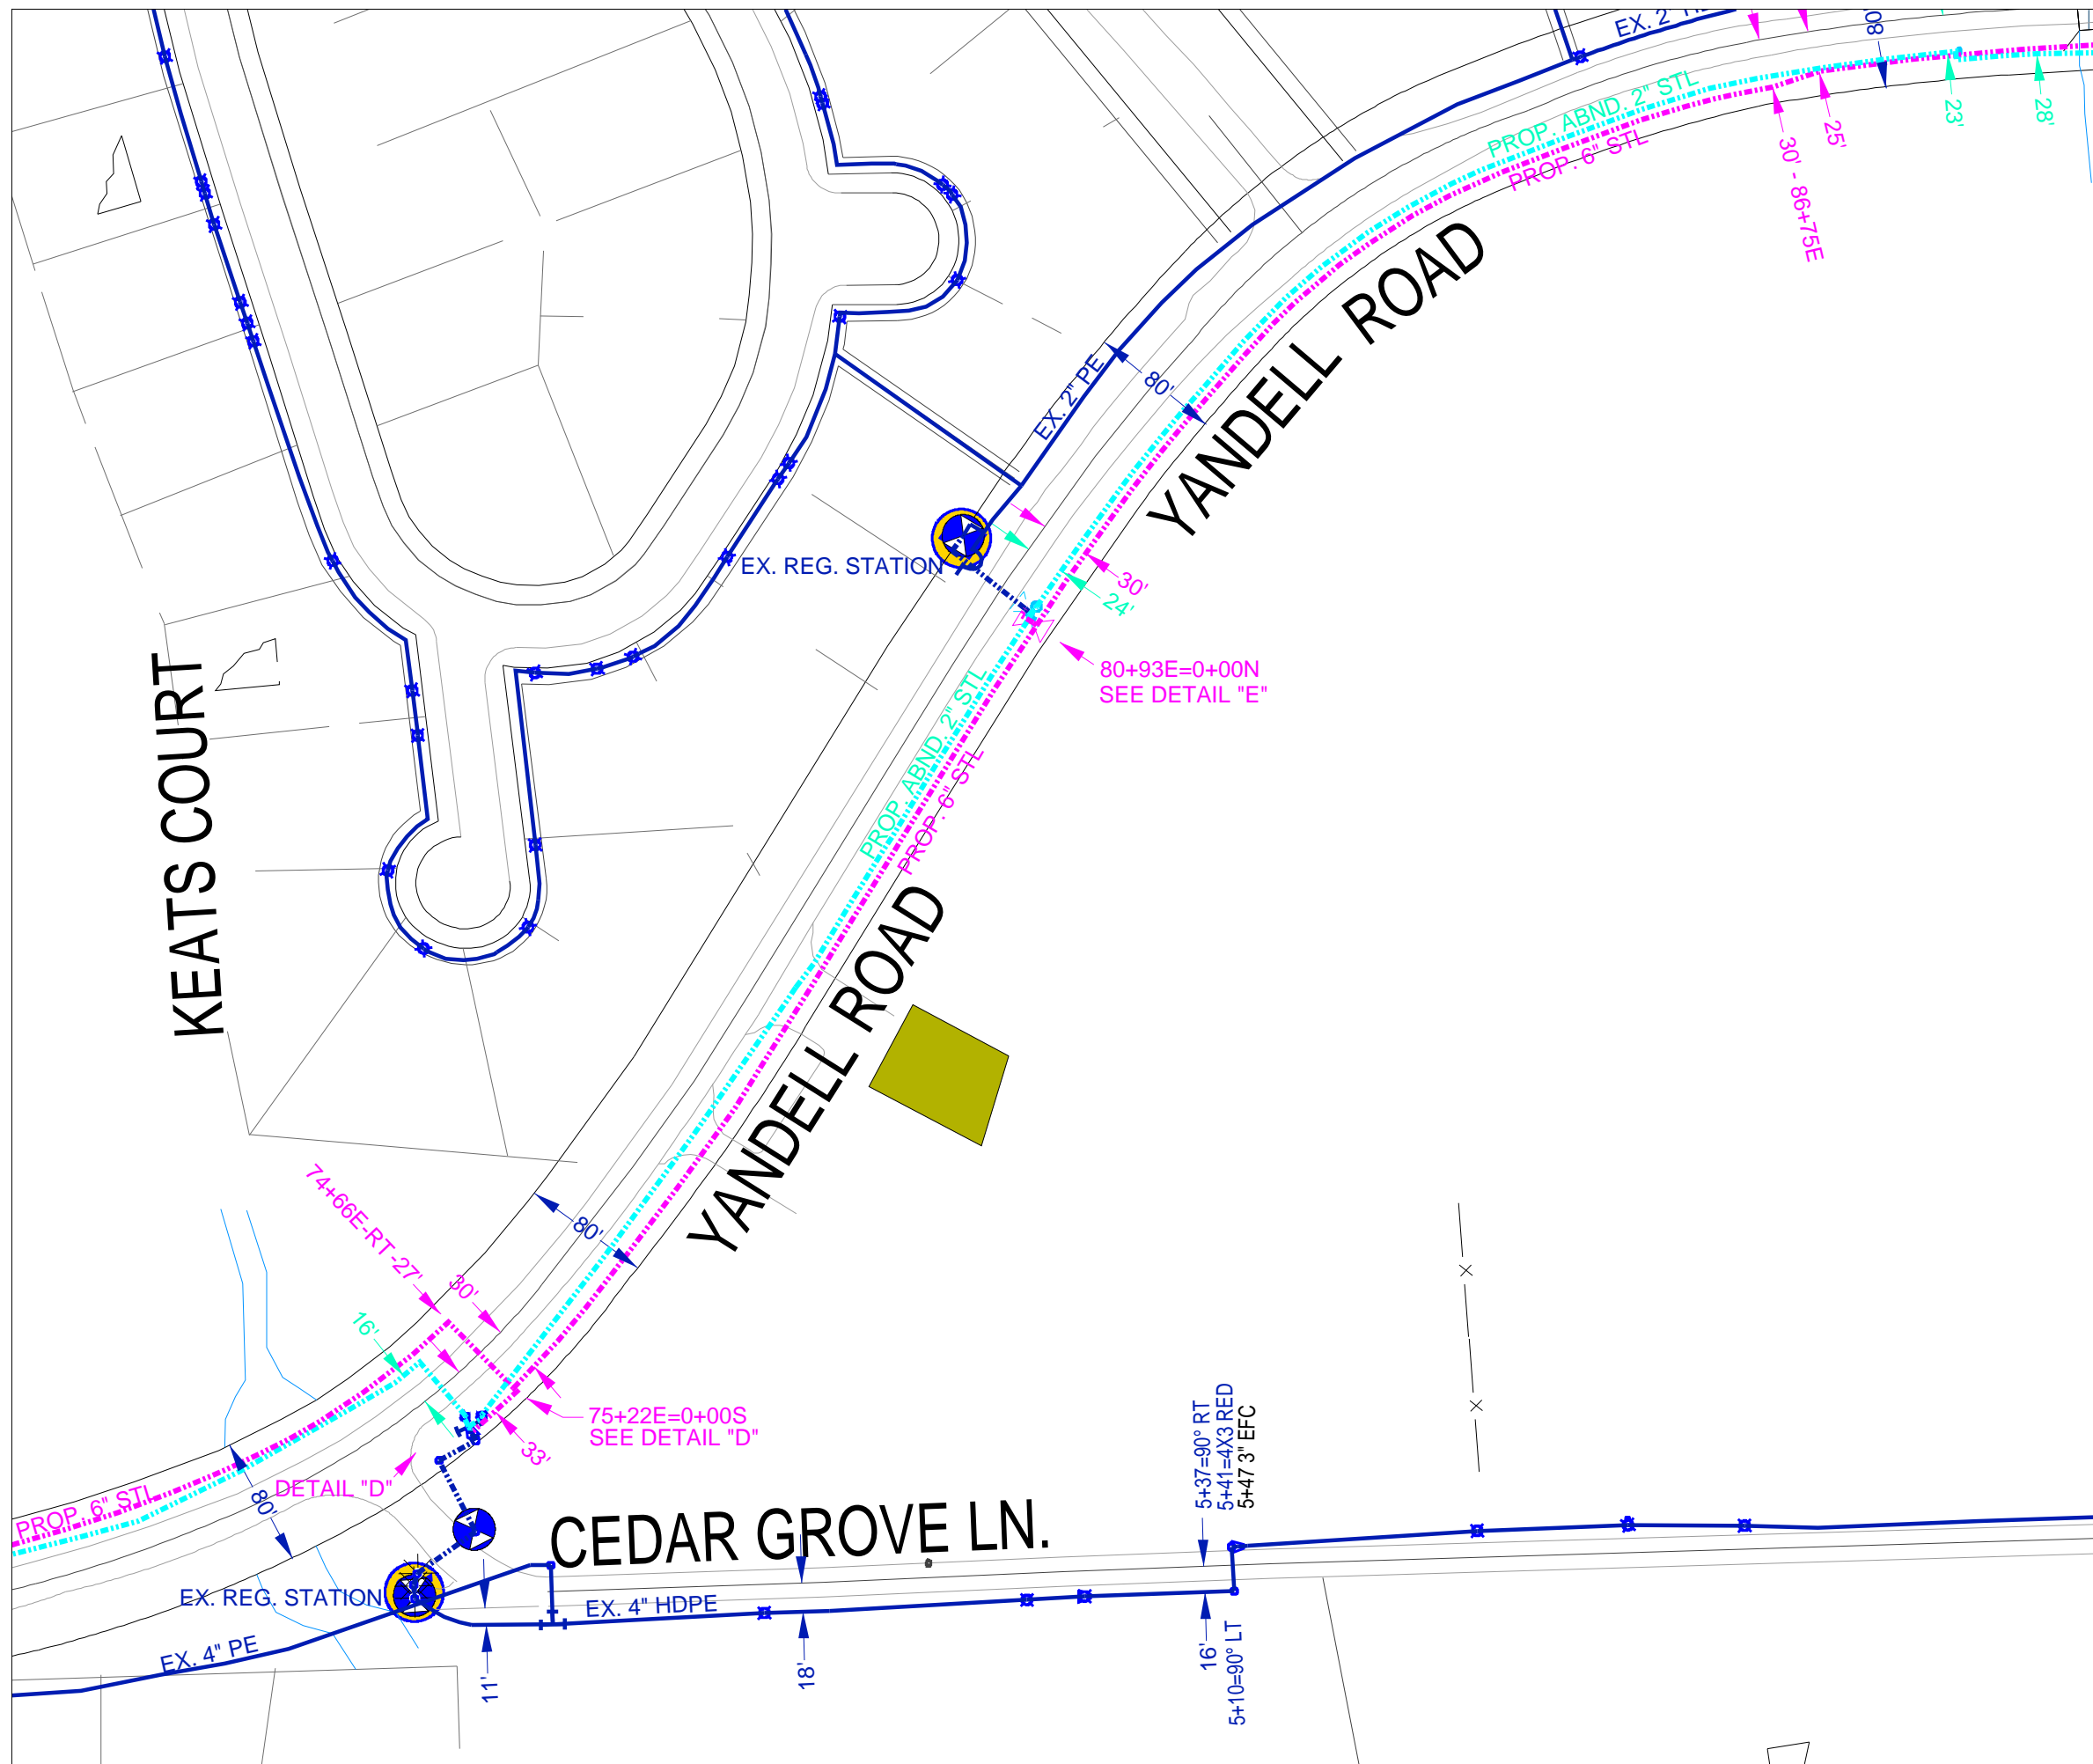 EX. 2"
80'
PROP. ABND. 2" STL
PROP. 6" STL
30' - 86+75E
25'
23'
28'
YANDELL ROAD
EX. 2" PE
80'
EX. REG. STATION
30'
24'
80+93E=0+00N
SEE DETAIL "E"
KEATS COURT
PROP. ABND. 2" STL
PROP. 6" STL
YANDELL ROAD
80'
74+66E-RT-27'
30'
16'
75+22E=0+00S
SEE DETAIL "D"
33'
DETAIL "D"
PROP. 6" STL
80'
CEDAR GROVE LN.
5+37=90° RT
5+41=4X3 RED
5+47 3" EFC
EX. REG. STATION
EX. 4" HDPE
EX. 4" PE
11'
18'
16'
5+10=90° LT
X
X